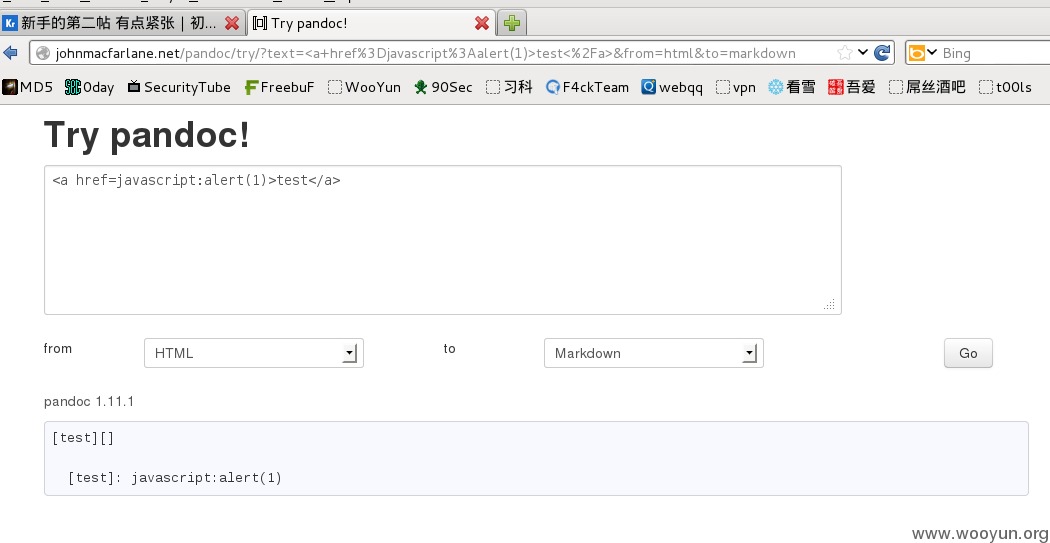 Kr 新手的第二帖 有点紧张 | 初... Try pandoc!
johnmacfarlane.net/pandoc/try/?text=<a+href%3Djavascript%3Aalert(1)>test<%2Fa>&from=html&to=markdown Bing
MD5 0day SecurityTube FreebuF WooYun 90Sec 习科 F4ckTeam webqq vpn 看雪 吾爱 屌丝酒吧 t00ls
Try pandoc!
<a href=javascript:alert(1)>test</a>
from HTML to Markdown Go
pandoc 1.11.1
[test][]
[test]: javascript:alert(1)
www.wooyun.org